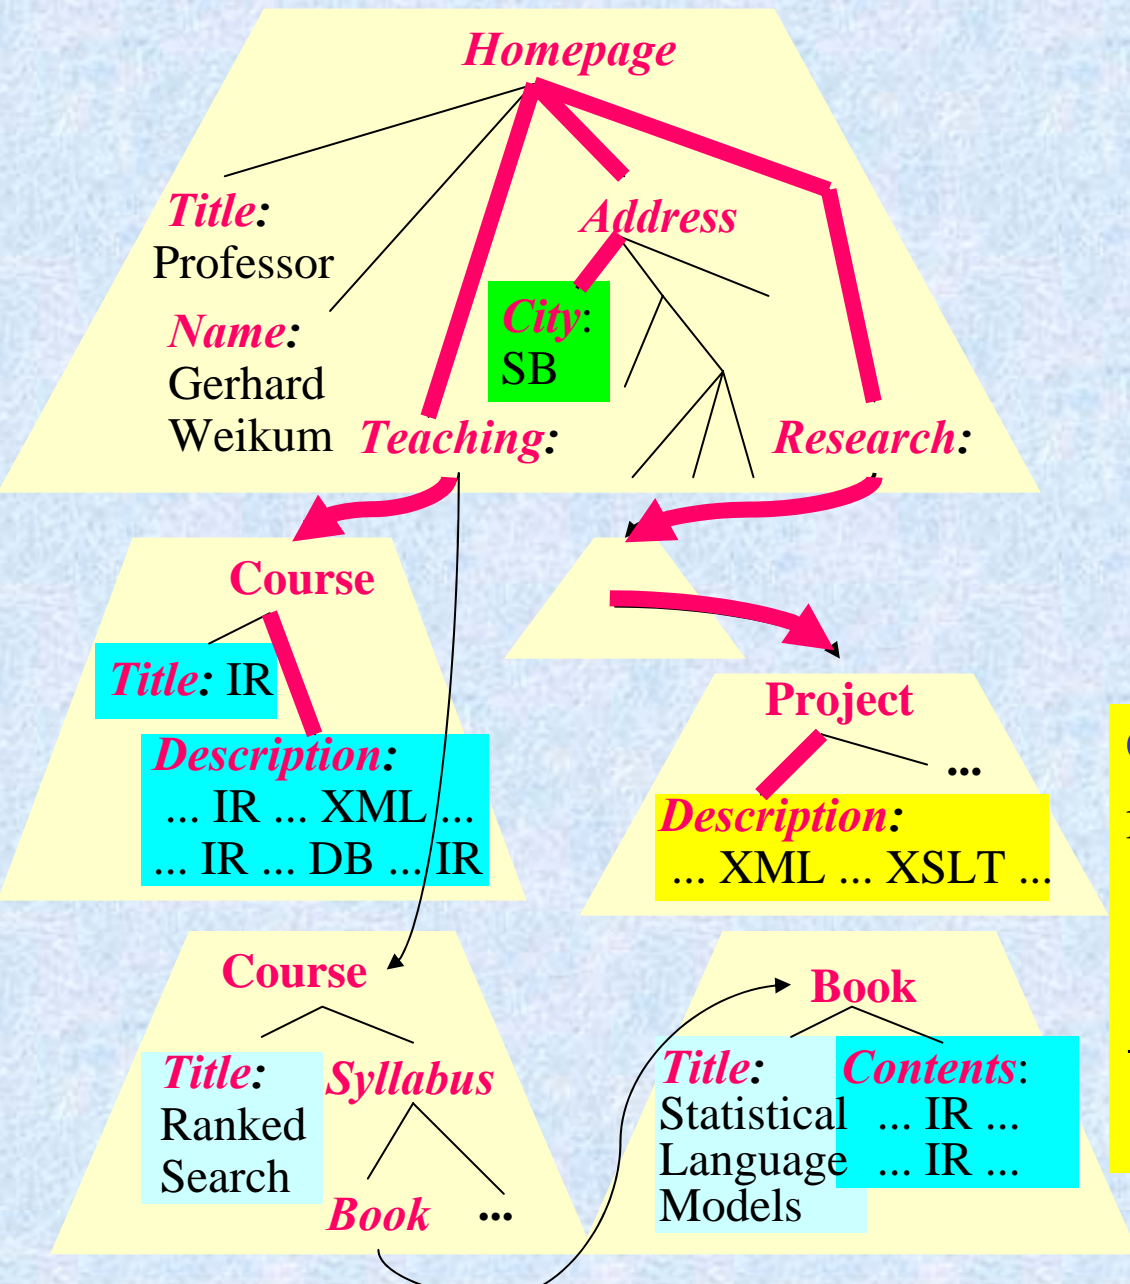 Homepage
Title:
Professor
Address
Name:
Gerhard
Weikum
City:
SB
Teaching:
Research:
Course
Title: IR
Description:
... IR ... XML ...
... IR ... DB ... IR
Project
...
Description:
... XML ... XSLT ...
Course
Title:
Ranked
Search
Syllabus
Book
...
Book
Title:
Statistical
Language
Models
Contents:
... IR ...
... IR ...